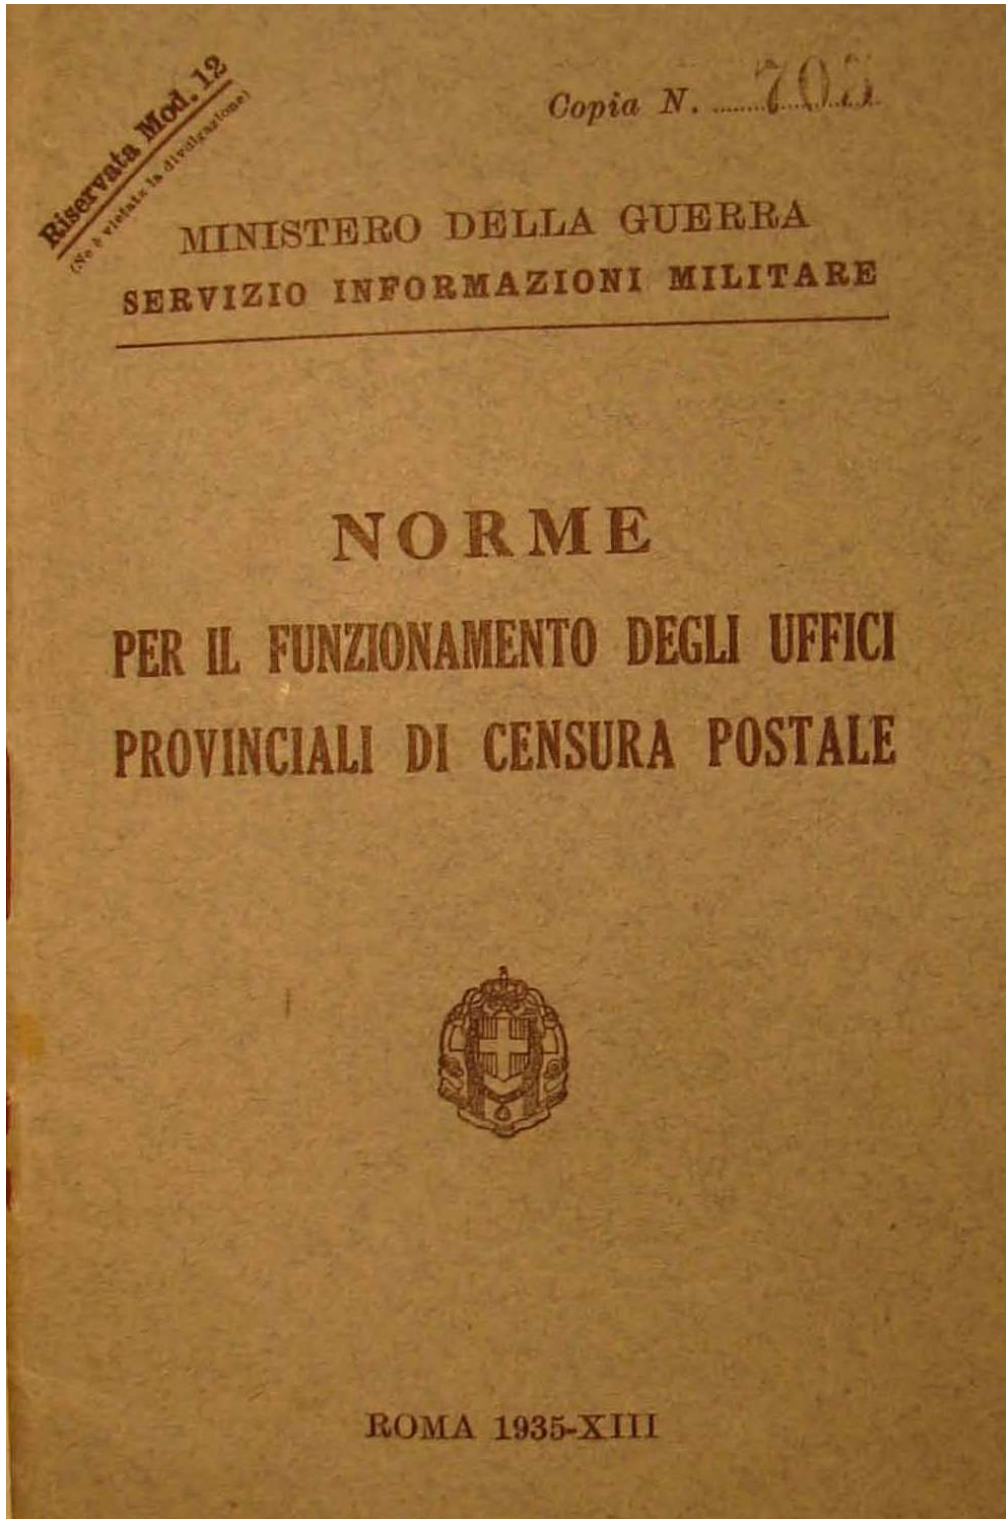 Riservata Mod. 12
(Ne è vietata la divulgazione)
Copia N.
MINISTERO DELLA GUERRA
SERVIZIO INFORMAZIONI MILITARE
NORME
PER IL FUNZIONAMENTO DEGLI UFFICI
PROVINCIALI DI CENSURA POSTALE
ROMA 1935-XIII